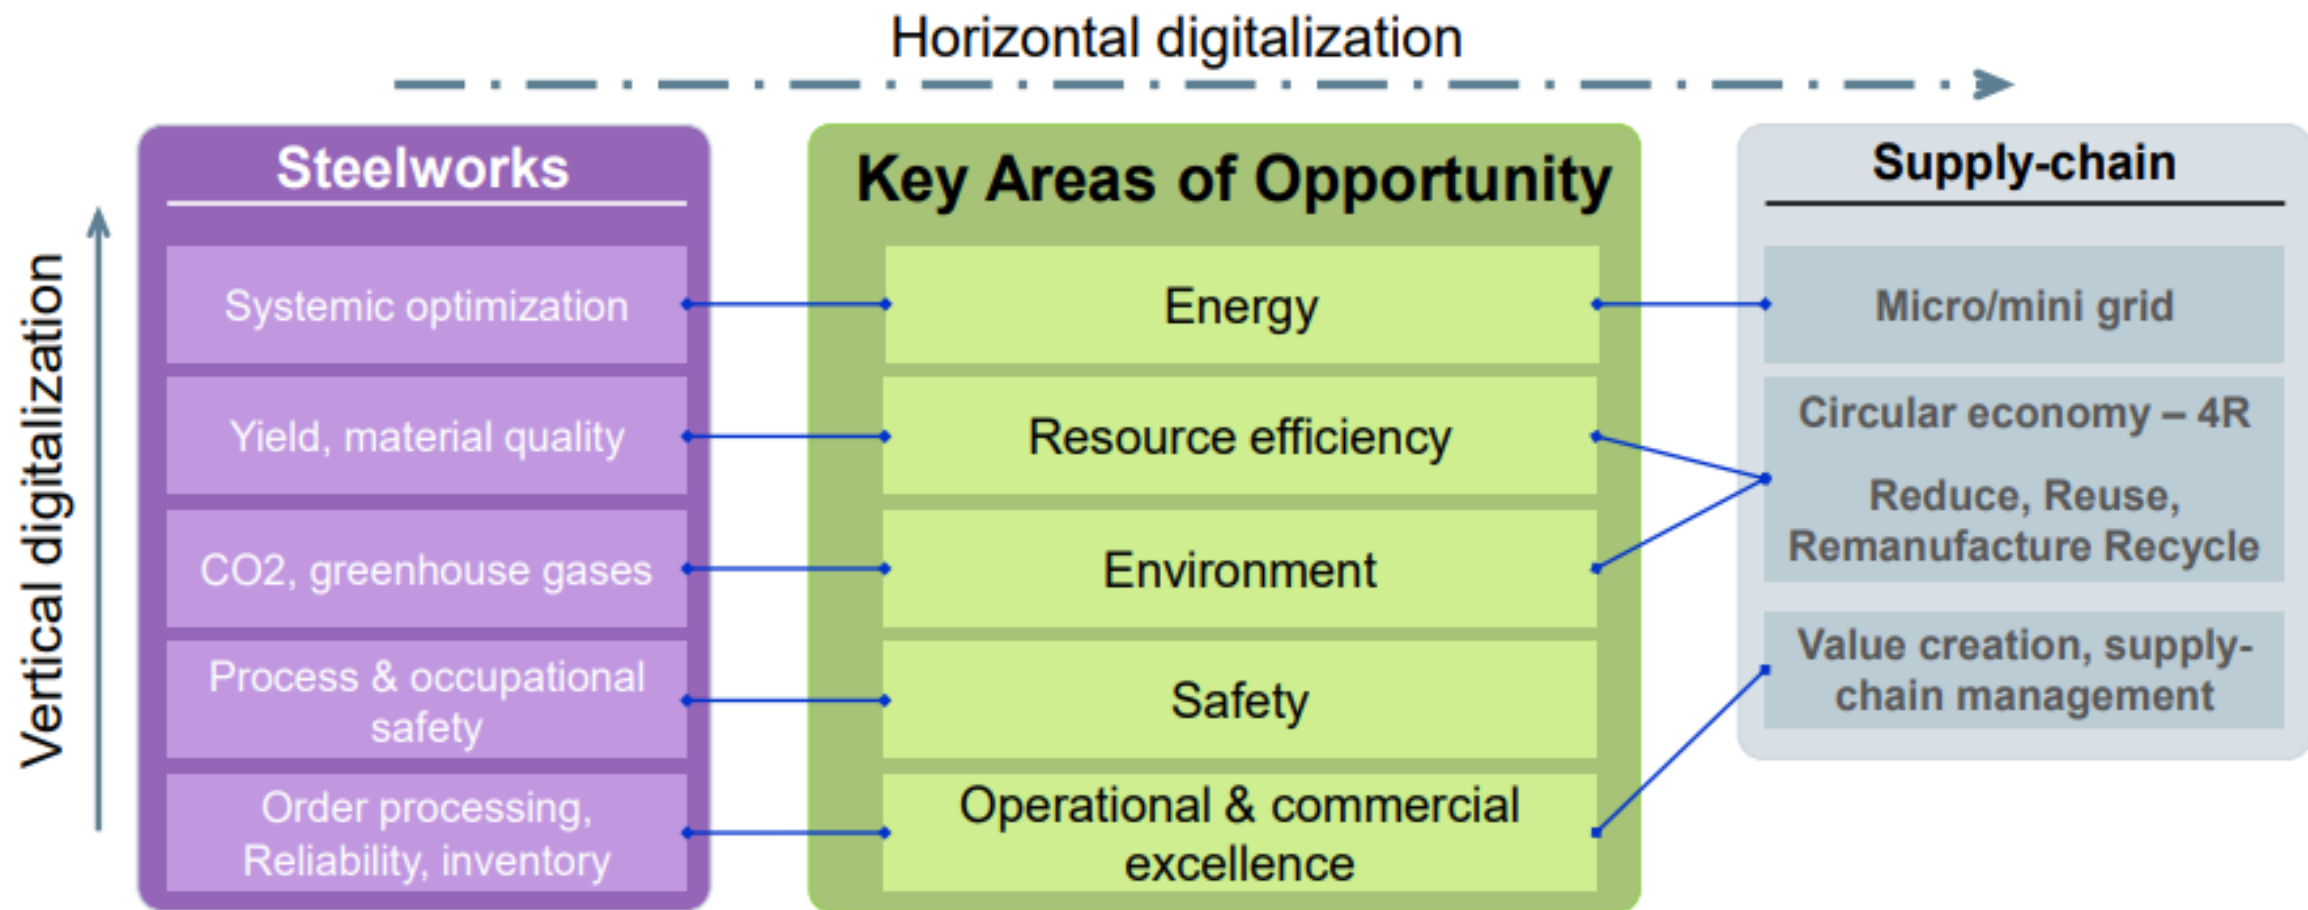 Horizontal digitalization
Vertical digitalization
Steelworks
Systemic optimization
Yield, material quality
CO2, greenhouse gases
Process & occupational
safety
Order processing,
Reliability, inventory
Key Areas of Opportunity
Energy
Resource efficiency
Environment
Safety
Operational & commercial
excellence
Supply-chain
Micro/mini grid
Circular economy – 4R
Reduce, Reuse,
Remanufacture Recycle
Value creation, supply-
chain management